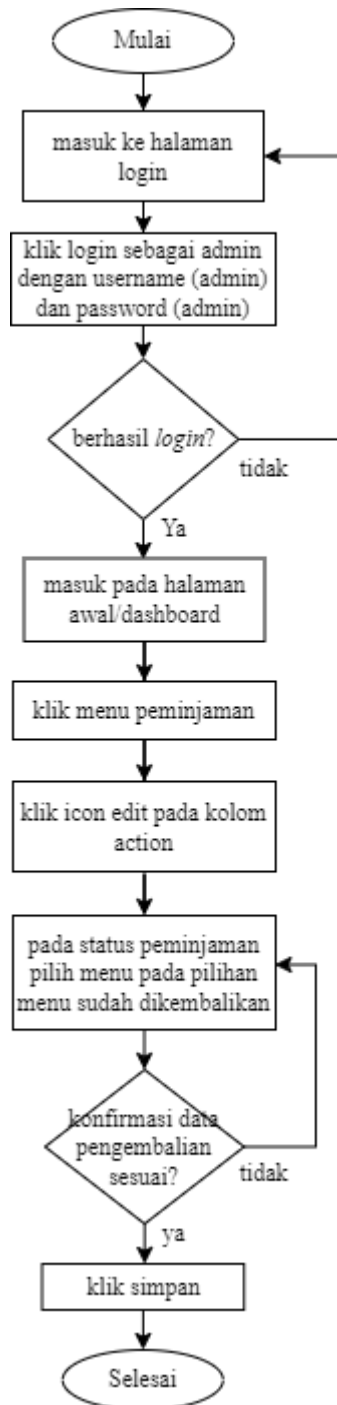 Mulai
masuk ke halaman
login
klik login sebagai admin
dengan username (admin)
dan password (admin)
berhasil login?
tidak
Ya
masuk pada halaman
awal/dashboard
klik menu peminjaman
klik icon edit pada kolom
action
pada status peminjaman
pilih menu pada pilihan
menu sudah dikembalikan
konfirmasi data
pengembalian
sesuai?
tidak
ya
klik simpan
Selesai